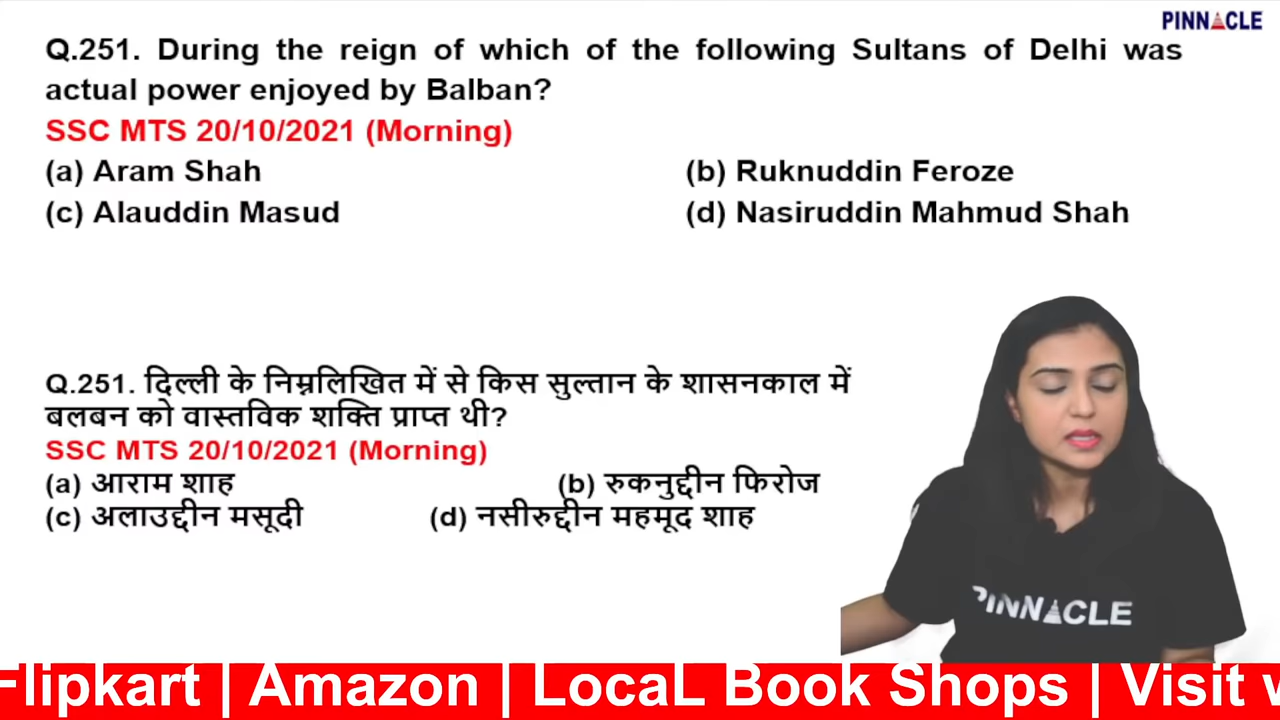 PINNACLE
Q.251. During the reign of which of the following Sultans of Delhi was
actual power enjoyed by Balban?
SSC MTS 20/10/2021 (Morning)
(a) Aram Shah (b) Ruknuddin Feroze
(c) Alauddin Masud (d) Nasiruddin Mahmud Shah
Q.251. दिल्ली के निम्नलिखित में से किस सुल्तान के शासनकाल में
बलबन को वास्तविक शक्ति प्राप्त थी?
SSC MTS 20/10/2021 (Morning)
(a) आराम शाह (b) रुकनुद्दीन फिरोज
(c) अलाउद्दीन मसूदी (d) नसीरुद्दीन महमूद शाह
PINNACLE
Flipkart | Amazon | LocaL Book Shops | Visit